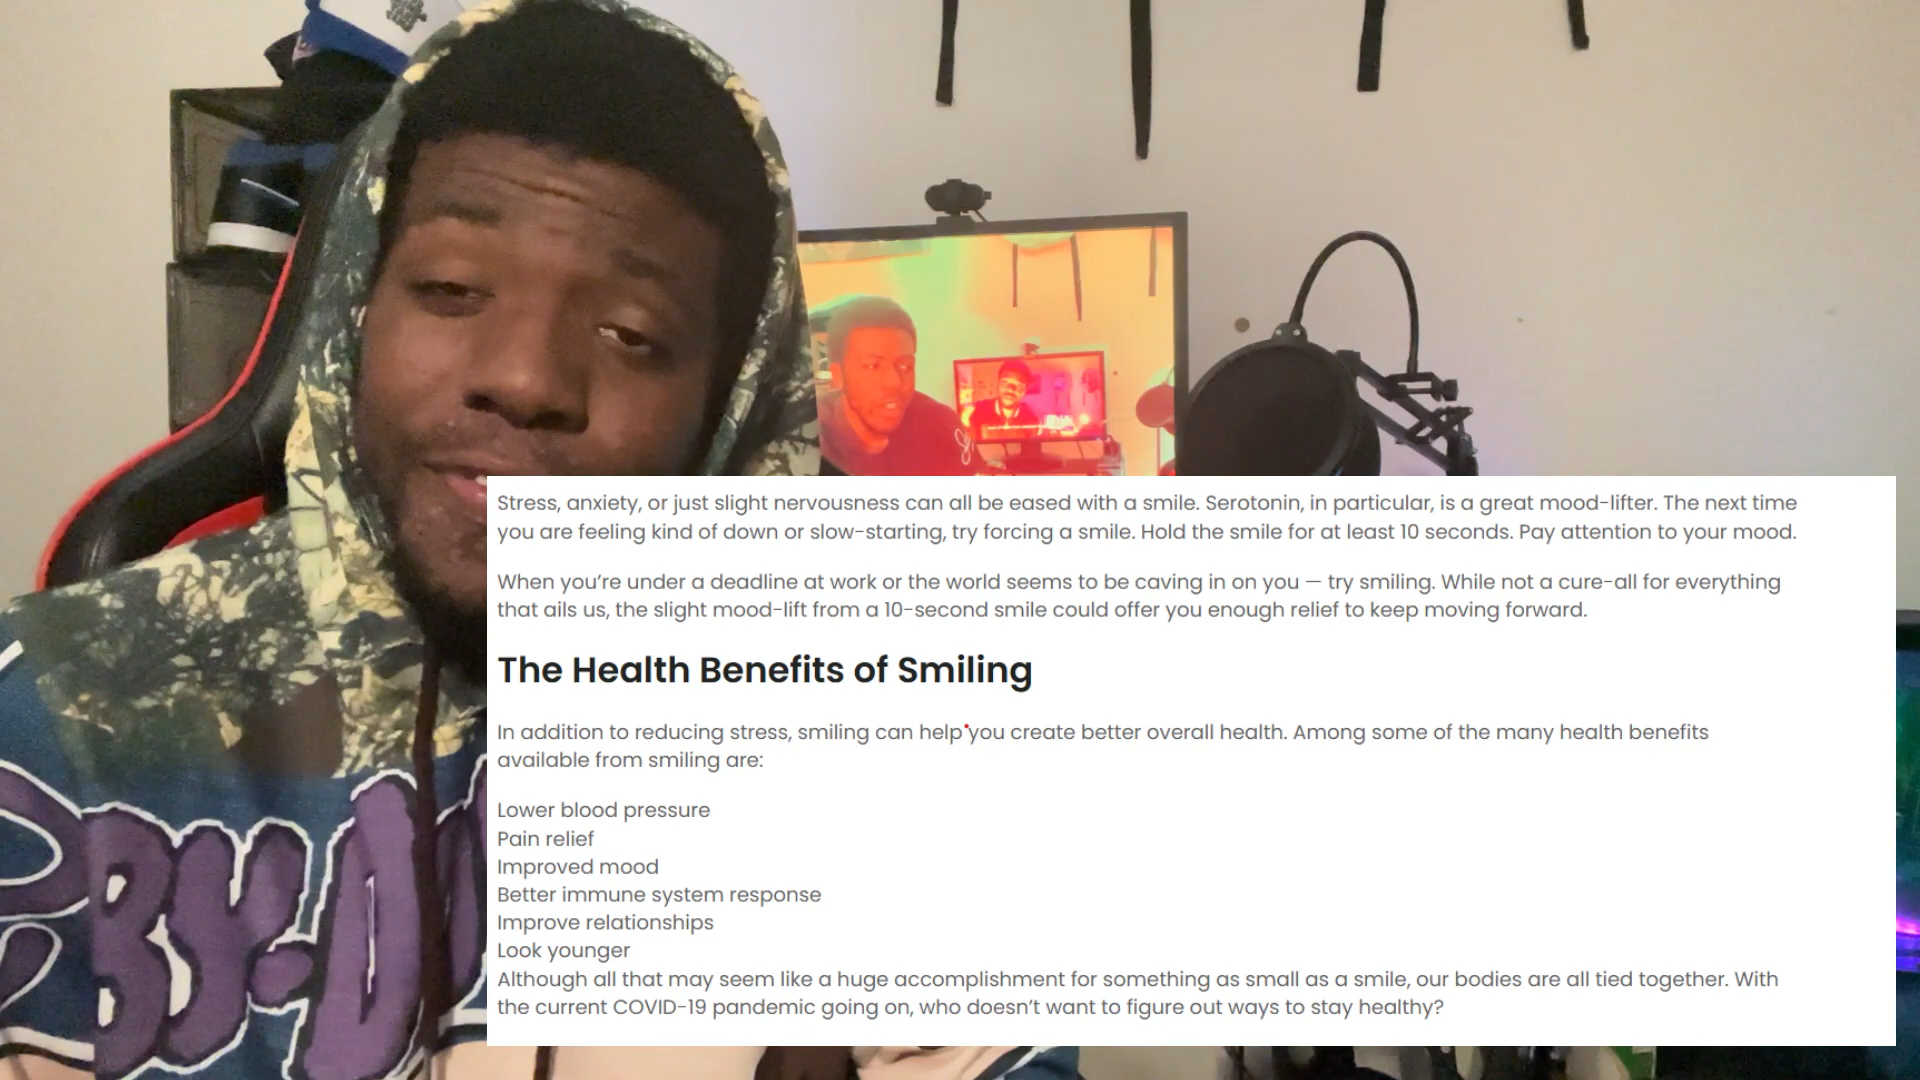 Stress, anxiety, or just slight nervousness can all be eased with a smile. Serotonin, in particular, is a great mood-lifter. The next time
you are feeling kind of down or slow-starting, try forcing a smile. Hold the smile for at least 10 seconds. Pay attention to your mood.
When you’re under a deadline at work or the world seems to be caving in on you — try smiling. While not a cure-all for everything
that ails us, the slight mood-lift from a 10-second smile could offer you enough relief to keep moving forward.
The Health Benefits of Smiling
In addition to reducing stress, smiling can help you create better overall health. Among some of the many health benefits
available from smiling are:
Lower blood pressure
Pain relief
Improved mood
Better immune system response
Improve relationships
Look younger
Although all that may seem like a huge accomplishment for something as small as a smile, our bodies are all tied together. With
the current COVID-19 pandemic going on, who doesn’t want to figure out ways to stay healthy?